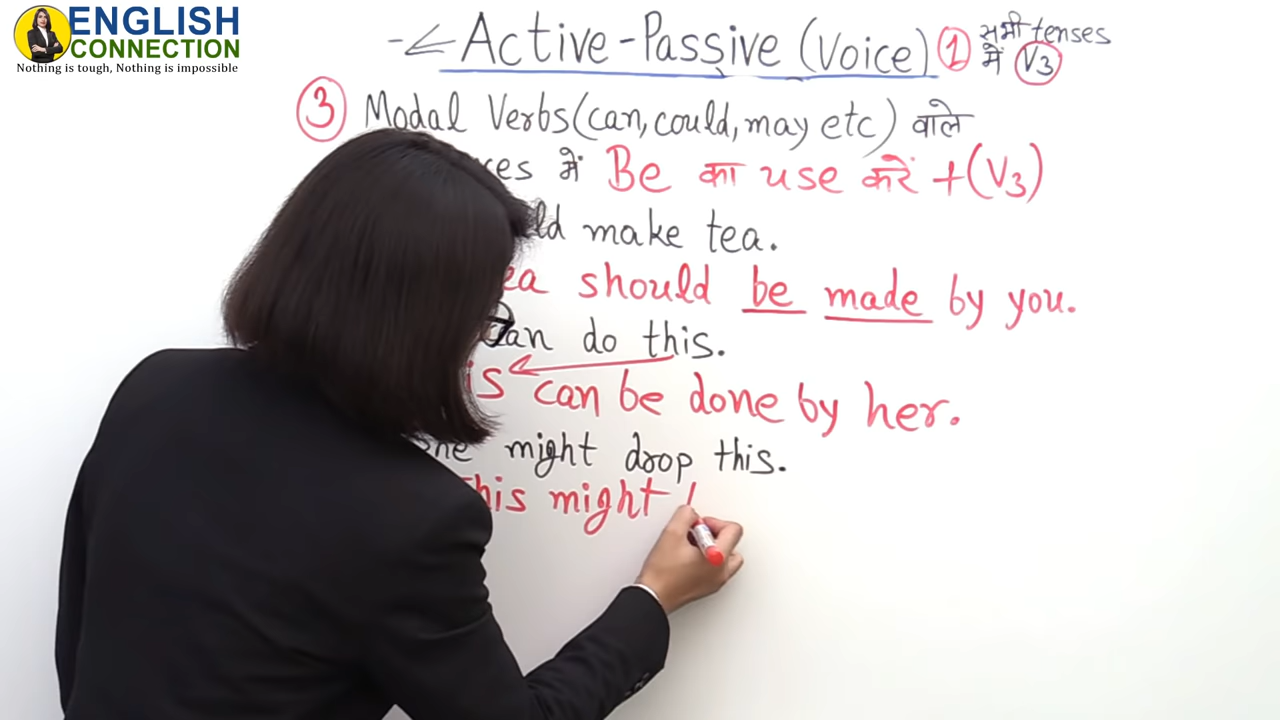 ENGLISH
CONNECTION
Nothing is tough, Nothing is impossible
Active-Passive (Voice) 1 सभी tenses
में V3
3 Modal Verbs (can, could, may etc) वाले
में Be का use करें +(V3)
make tea.
should be made by you.
can do this.
can be done by her.
might drop this.
This might